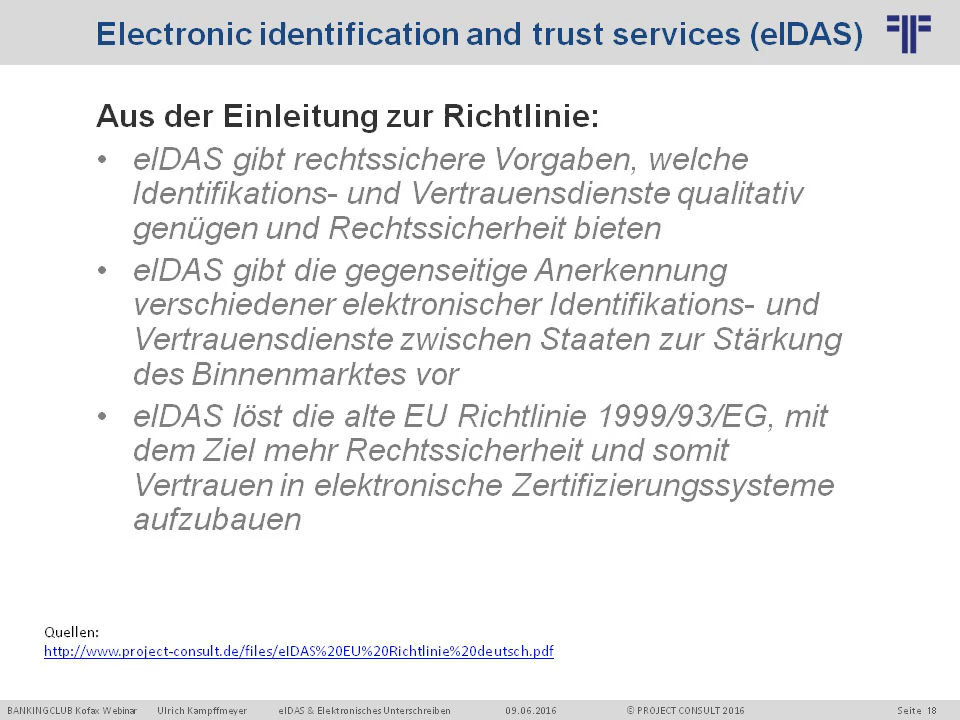 Electronic identification and trust services (eIDAS)
Aus der Einleitung zur Richtlinie:
• eIDAS gibt rechtssichere Vorgaben, welche
Identifikations- und Vertrauensdienste qualitativ
genügen und Rechtssicherheit bieten
• eIDAS gibt die gegenseitige Anerkennung
verschiedener elektronischer Identifikations- und
Vertrauensdienste zwischen Staaten zur Stärkung
des Binnenmarktes vor
• eIDAS löst die alte EU Richtlinie 1999/93/EG, mit
dem Ziel mehr Rechtssicherheit und somit
Vertrauen in elektronische Zertifizierungssysteme
aufzubauen
Quellen:
http://www.project-consult.de/files/eIDAS%20EU%20Richtlinie%20deutsch.pdf
BANKINGCLUB Kofax Webinar Ulrich Kampffmeyer eIDAS & Elektronisches Unterschreiben 09.06.2016 © PROJECT CONSULT 2016 Seite 18